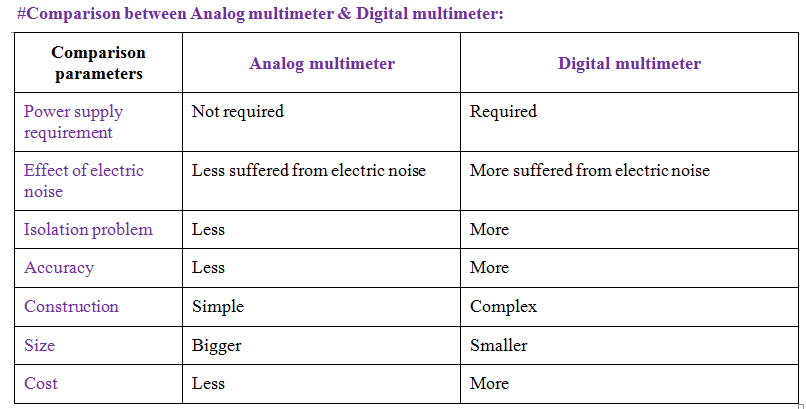 #Comparison between Analog multimeter & Digital multimeter:
Comparison
parameters
Analog multimeter
Digital multimeter
Power supply
requirement
Not required
Required
Effect of electric
noise
Less suffered from electric noise
More suffered from electric noise
Isolation problem
Less
More
Accuracy
Less
More
Construction
Simple
Complex
Size
Bigger
Smaller
Cost
Less
More